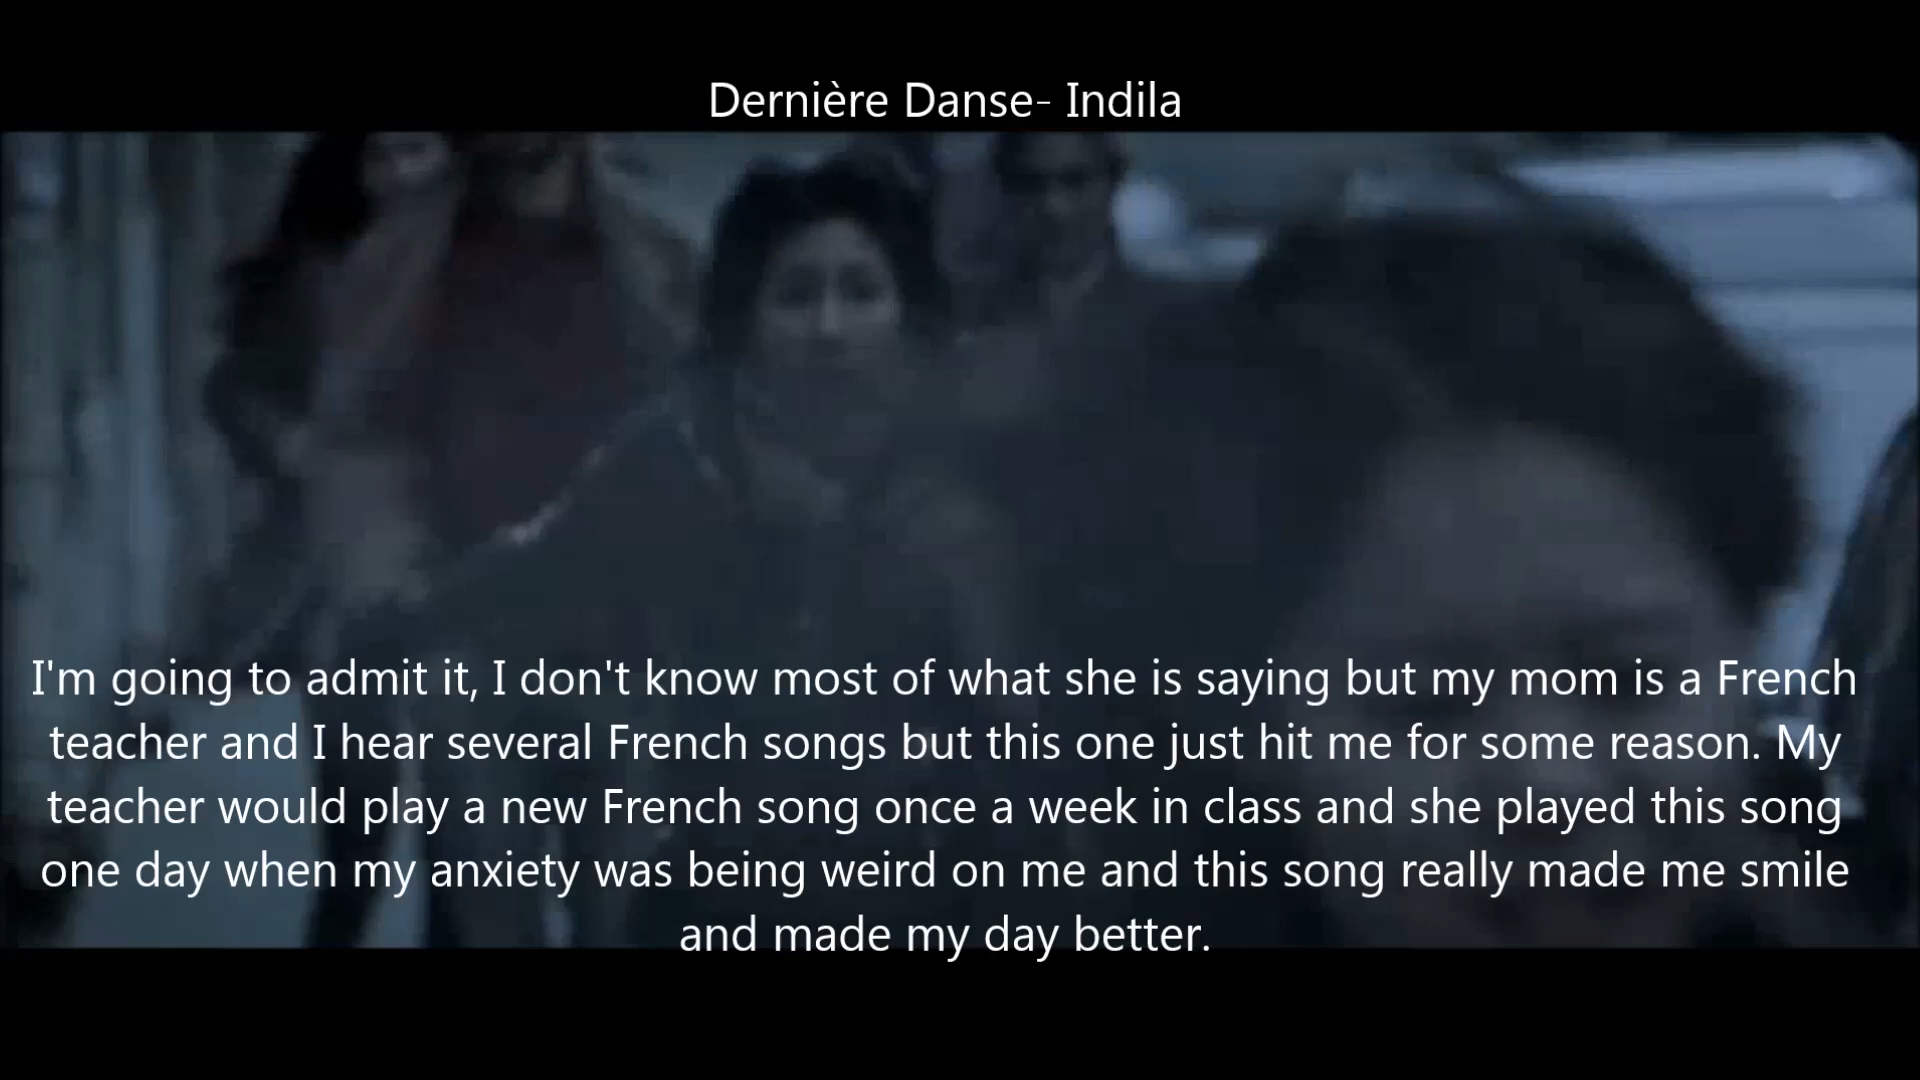 Dernière Danse- Indila
I'm going to admit it, I don't know most of what she is saying but my mom is a French
teacher and I hear several French songs but this one just hit me for some reason. My
teacher would play a new French song once a week in class and she played this song
one day when my anxiety was being weird on me and this song really made me smile
and made my day better.